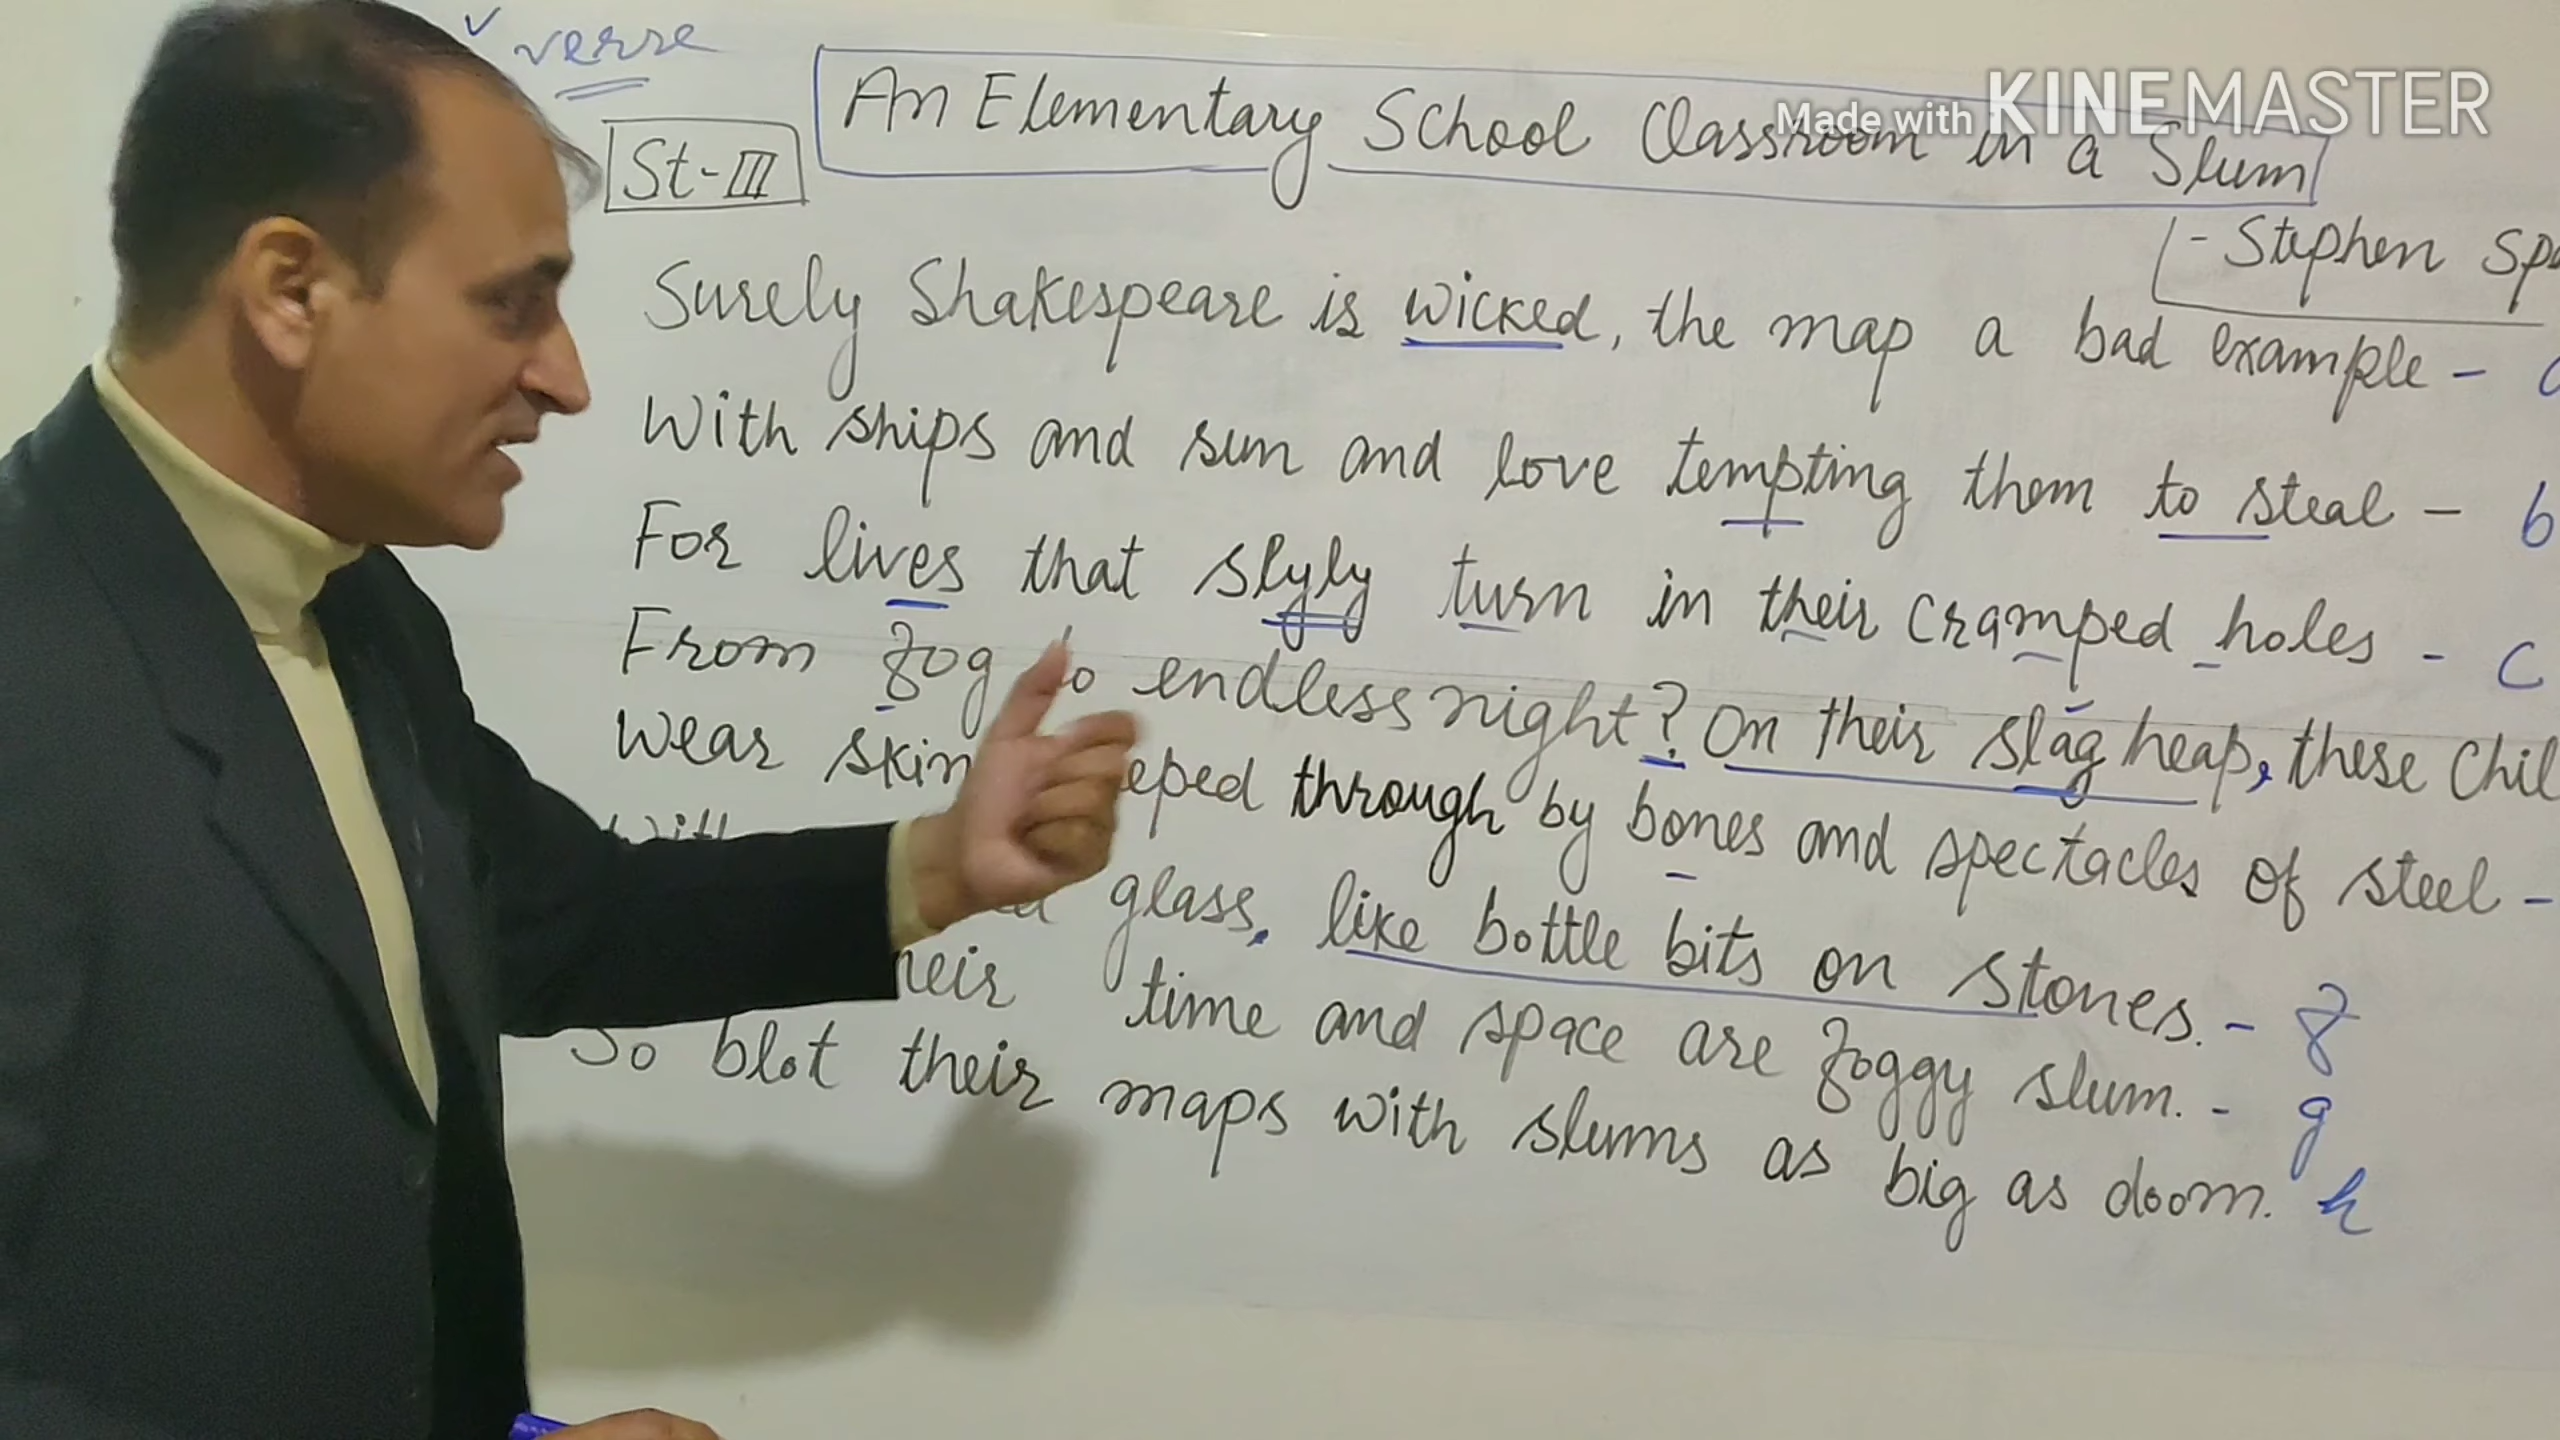 verse
An Elementary School Classroom in a Slum
Made with KINEMASTER
St-III
- Stephen
Surely Shakespeare is wicked, the map a bad example -
With ships and sun and love tempting them to steal - b
For lives that slyly turn in their cramped holes - c
From fog to endless night? On their slag heap, these
Wear by bones and spectacles of steel -
glass, like bottle bits on stones. - f
time and space are foggy slum. - g
So blot their maps with slums as big as doom. h